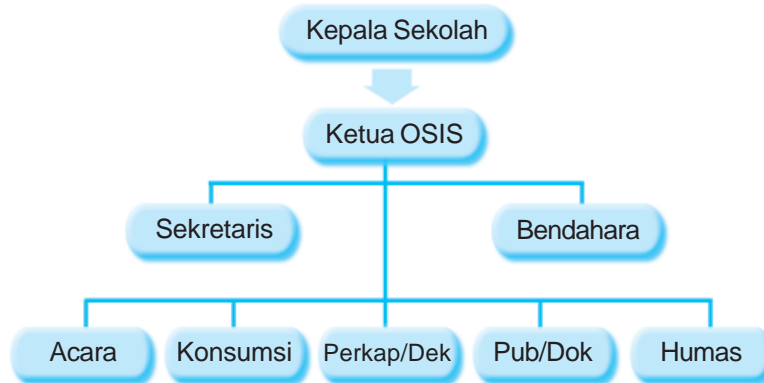 Kepala Sekolah
Ketua OSIS
Sekretaris
Bendahara
Acara
Konsumsi
Perkap/Dek
Pub/Dok
Humas